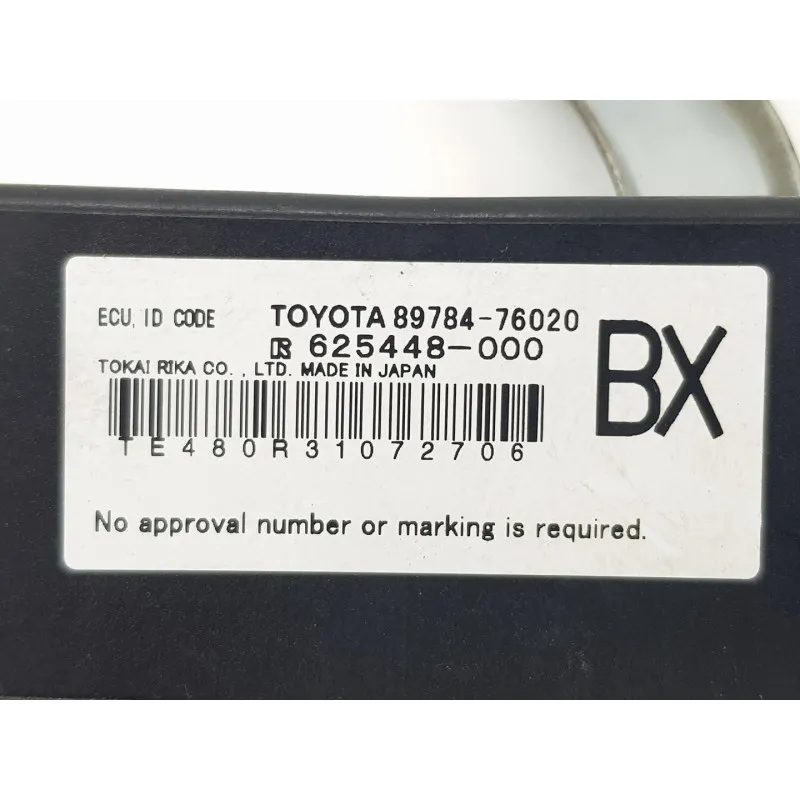 ECU, ID CODE TOYOTA 89784-76020
625448-000
TOKAI RIKA CO., LTD. MADE IN JAPAN
BX
TE480R31072706
No approval number or marking is required.